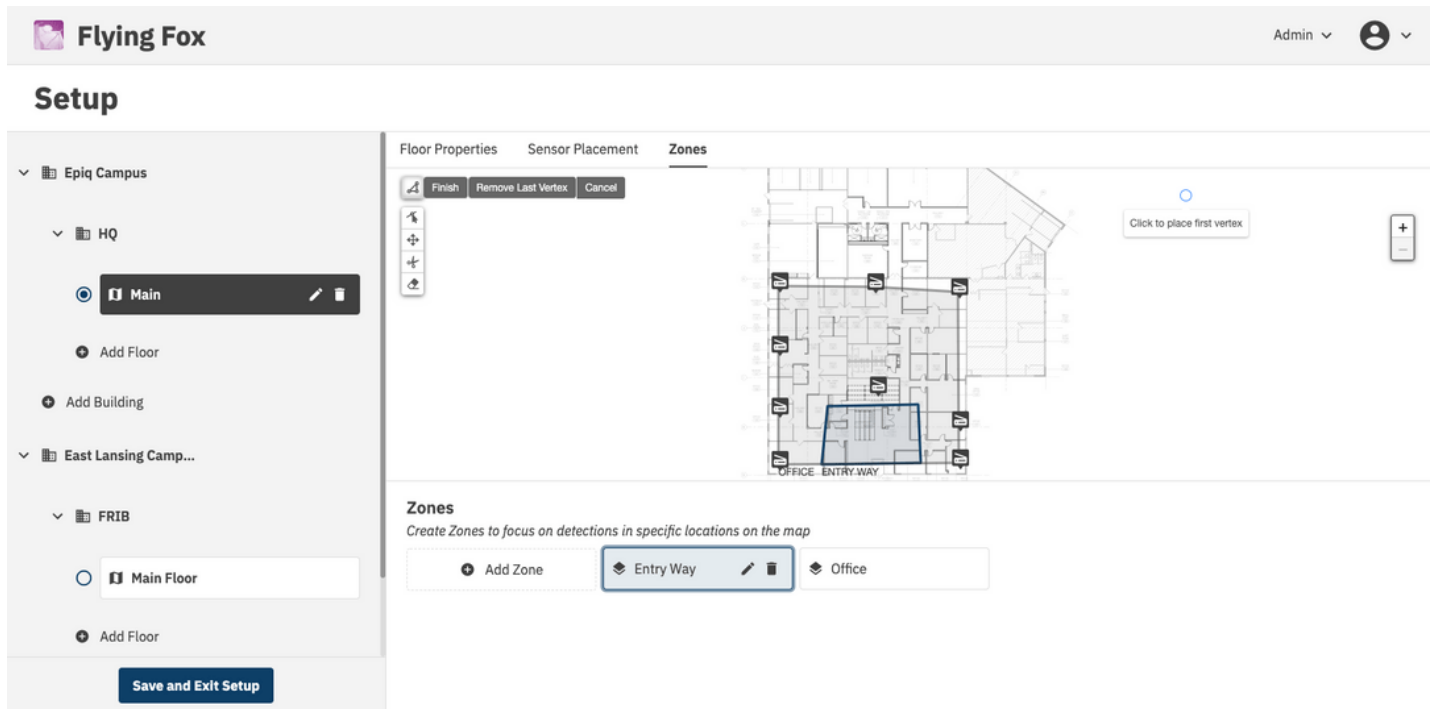 Flying Fox
Admin
Setup
Epiq Campus
HQ
Main
Add Floor
Add Building
East Lansing Camp...
FRIB
Main Floor
Add Floor
Save and Exit Setup
Floor Properties Sensor Placement Zones
Finish Remove Last Vertex Cancel
Click to place first vertex
+
−
OFFICE ENTRY WAY
Zones
Create Zones to focus on detections in specific locations on the map
Add Zone Entry Way Office